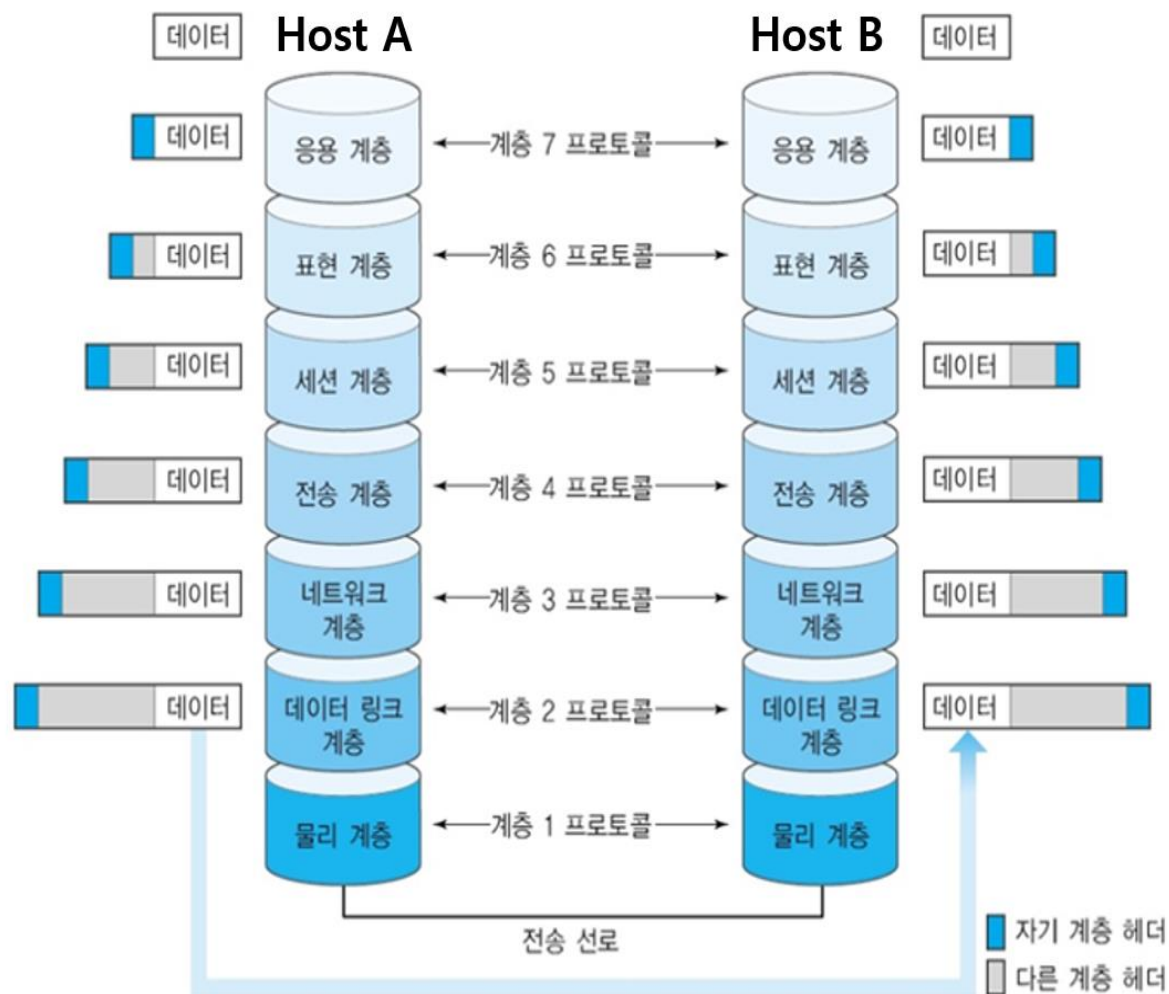 데이터 Host A Host B 데이터
데이터 응용 계층 계층 7 프로토콜 응용 계층 데이터
데이터 표현 계층 계층 6 프로토콜 표현 계층 데이터
데이터 세션 계층 계층 5 프로토콜 세션 계층 데이터
데이터 전송 계층 계층 4 프로토콜 전송 계층 데이터
데이터 네트워크 계층 계층 3 프로토콜 네트워크 계층 데이터
데이터 데이터 링크 계층 계층 2 프로토콜 데이터 링크 계층 데이터
물리 계층 계층 1 프로토콜 물리 계층
전송 선로
자기 계층 헤더
다른 계층 헤더